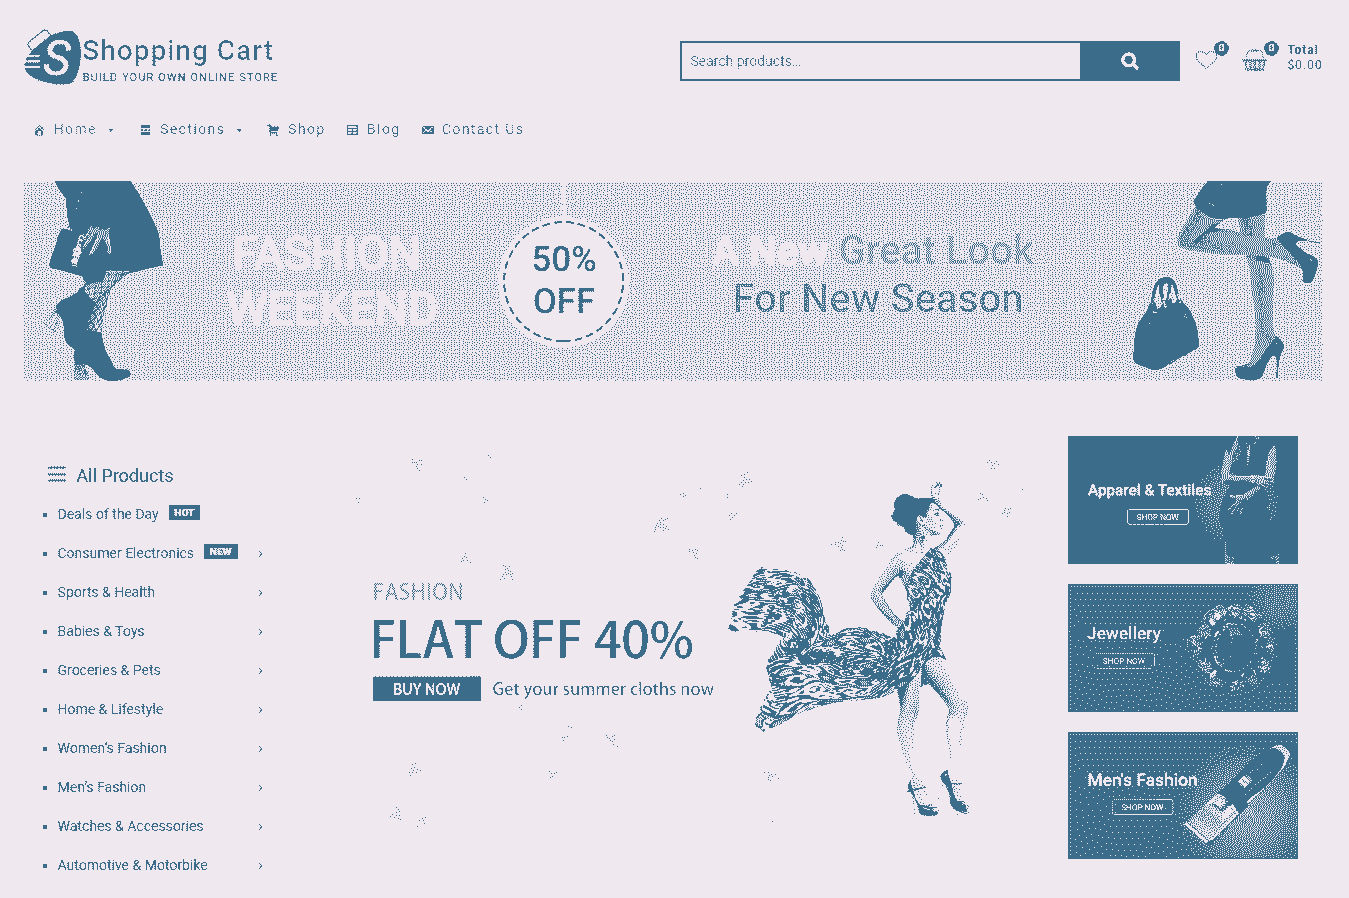 Shopping Cart
BUILD YOUR OWN ONLINE STORE
Search products...
0
0
Total
$0.00
Home
Sections
Shop
Blog
Contact Us
FASHION
WEEKEND
50%
OFF
A New Great Look
For New Season
All Products
Deals of the Day HOT
Consumer Electronics NEW
Sports & Health
Babies & Toys
Groceries & Pets
Home & Lifestyle
Women's Fashion
Men's Fashion
Watches & Accessories
Automotive & Motorbike
FASHION
FLAT OFF 40%
BUY NOW Get your summer cloths now
Apparel & Textiles
SHOP NOW
Jewellery
SHOP NOW
Men's Fashion
SHOP NOW